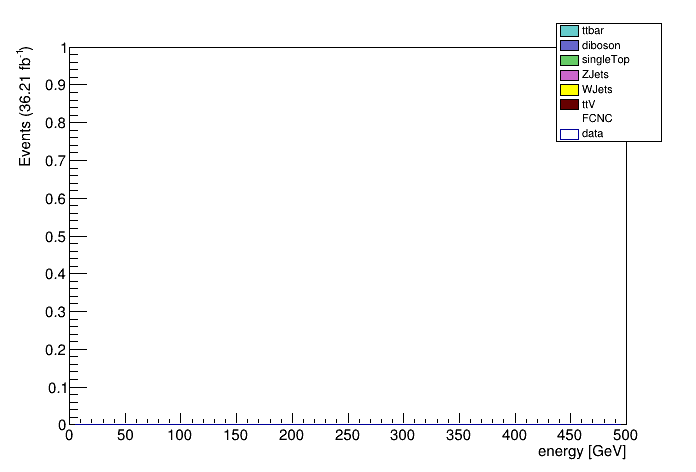 Events (36.21 fb-1)
1
0.9
0.8
0.7
0.6
0.5
0.4
0.3
0.2
0.1
0
0 50 100 150 200 250 300 350 400 450 500
energy [GeV]
ttbar
diboson
singleTop
ZJets
WJets
ttV
FCNC
data